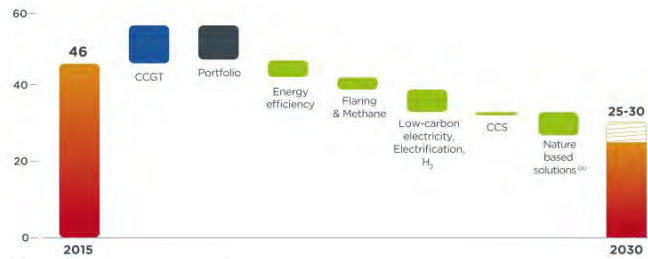 60
46
40
20
0
2015
CCGT
Portfolio
Energy
efficiency
Flaring
& Methane
Low-carbon
electricity,
Electrification,
H2
CCS
Nature
based
solutions (a)
25-30
2030